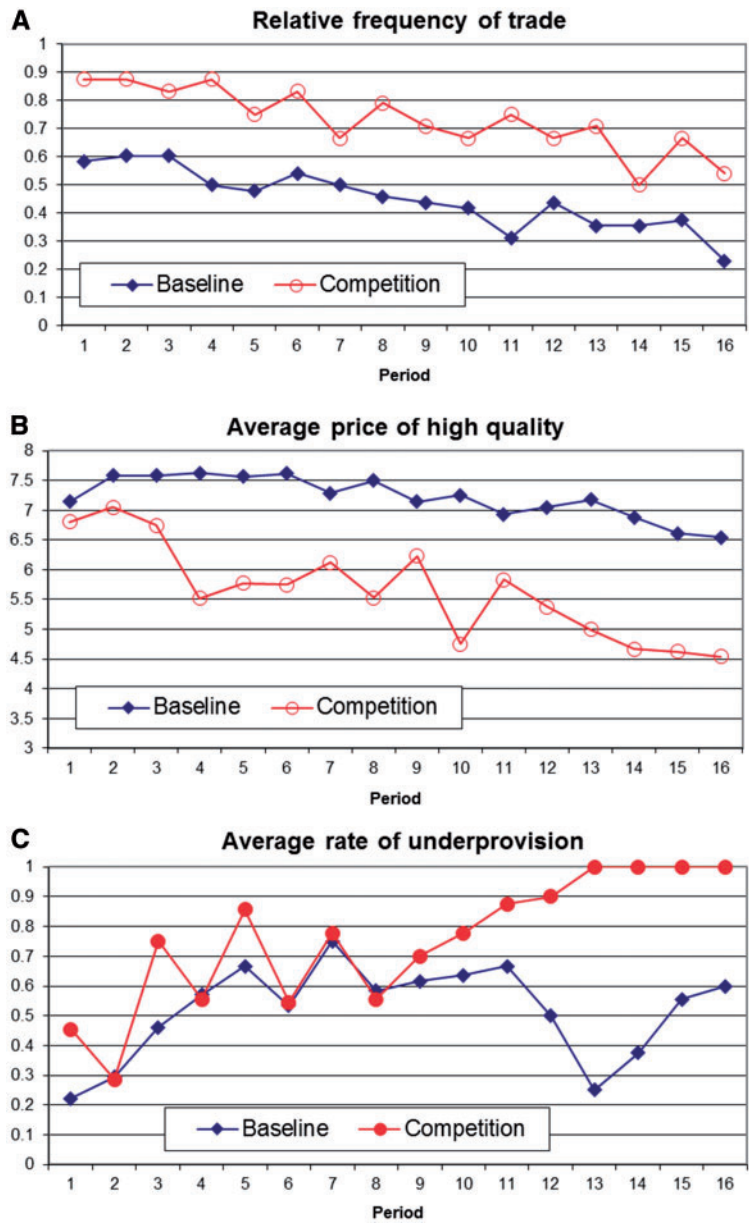 A
Relative frequency of trade
1
0.9
0.8
0.7
0.6
0.5
0.4
0.3
0.2
0.1
0
Baseline Competition
1 2 3 4 5 6 7 8 9 10 11 12 13 14 15 16
Period
B
Average price of high quality
8
7.5
7
6.5
6
5.5
5
4.5
4
3.5
3
Baseline Competition
1 2 3 4 5 6 7 8 9 10 11 12 13 14 15 16
Period
C
Average rate of underprovision
1
0.9
0.8
0.7
0.6
0.5
0.4
0.3
0.2
0.1
0
Baseline Competition
1 2 3 4 5 6 7 8 9 10 11 12 13 14 15 16
Period